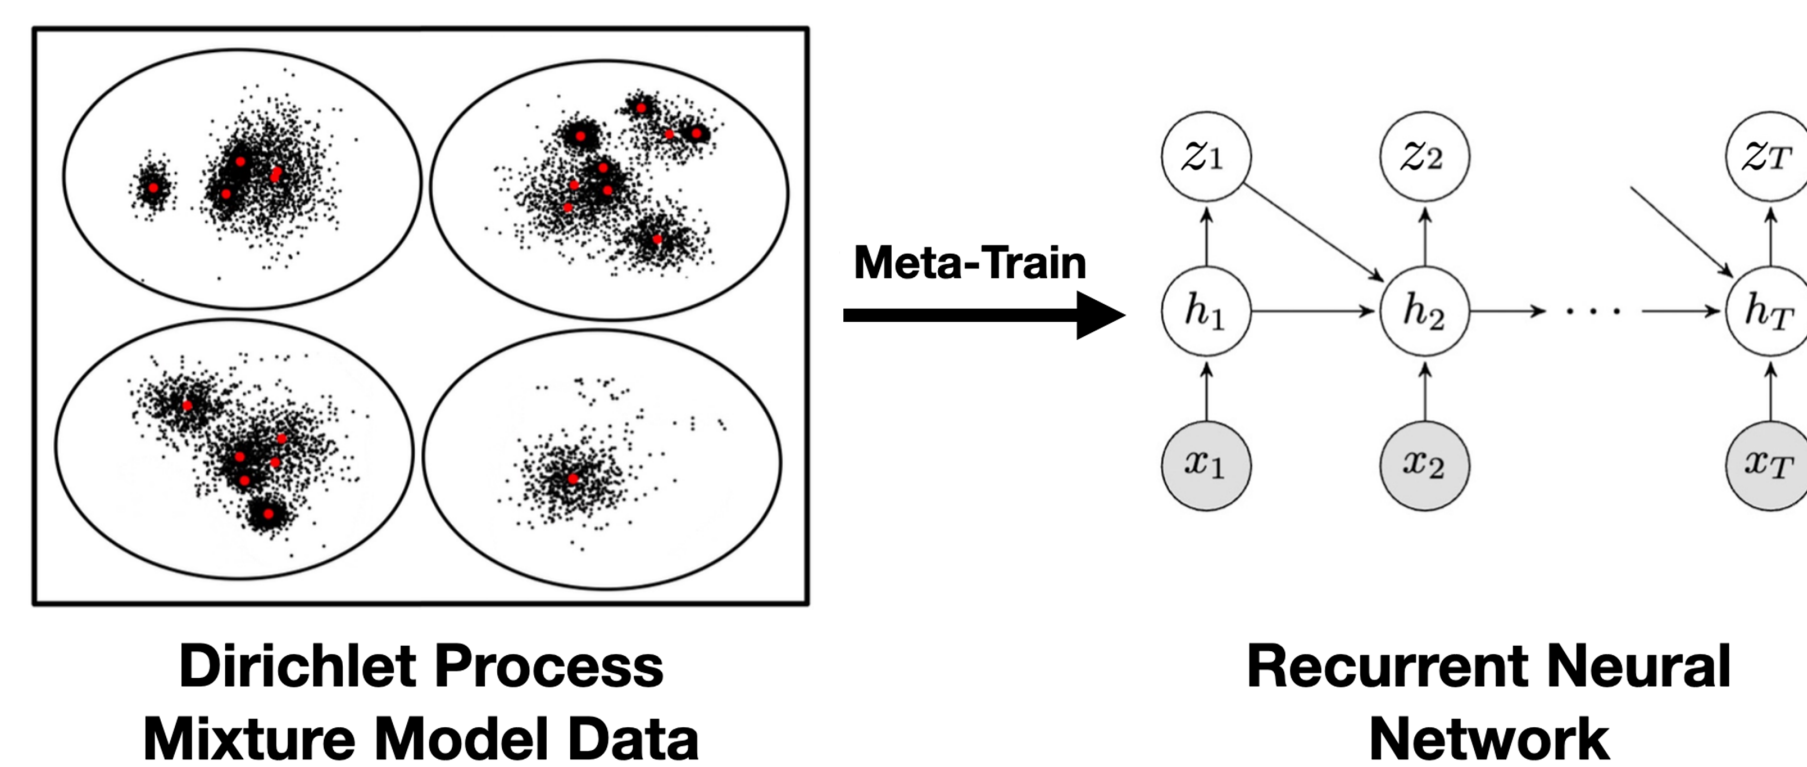 Meta-Train
z1 z2 zT
h1 h2 ... hT
x1 x2 xT
Dirichlet Process
Mixture Model Data
Recurrent Neural
Network